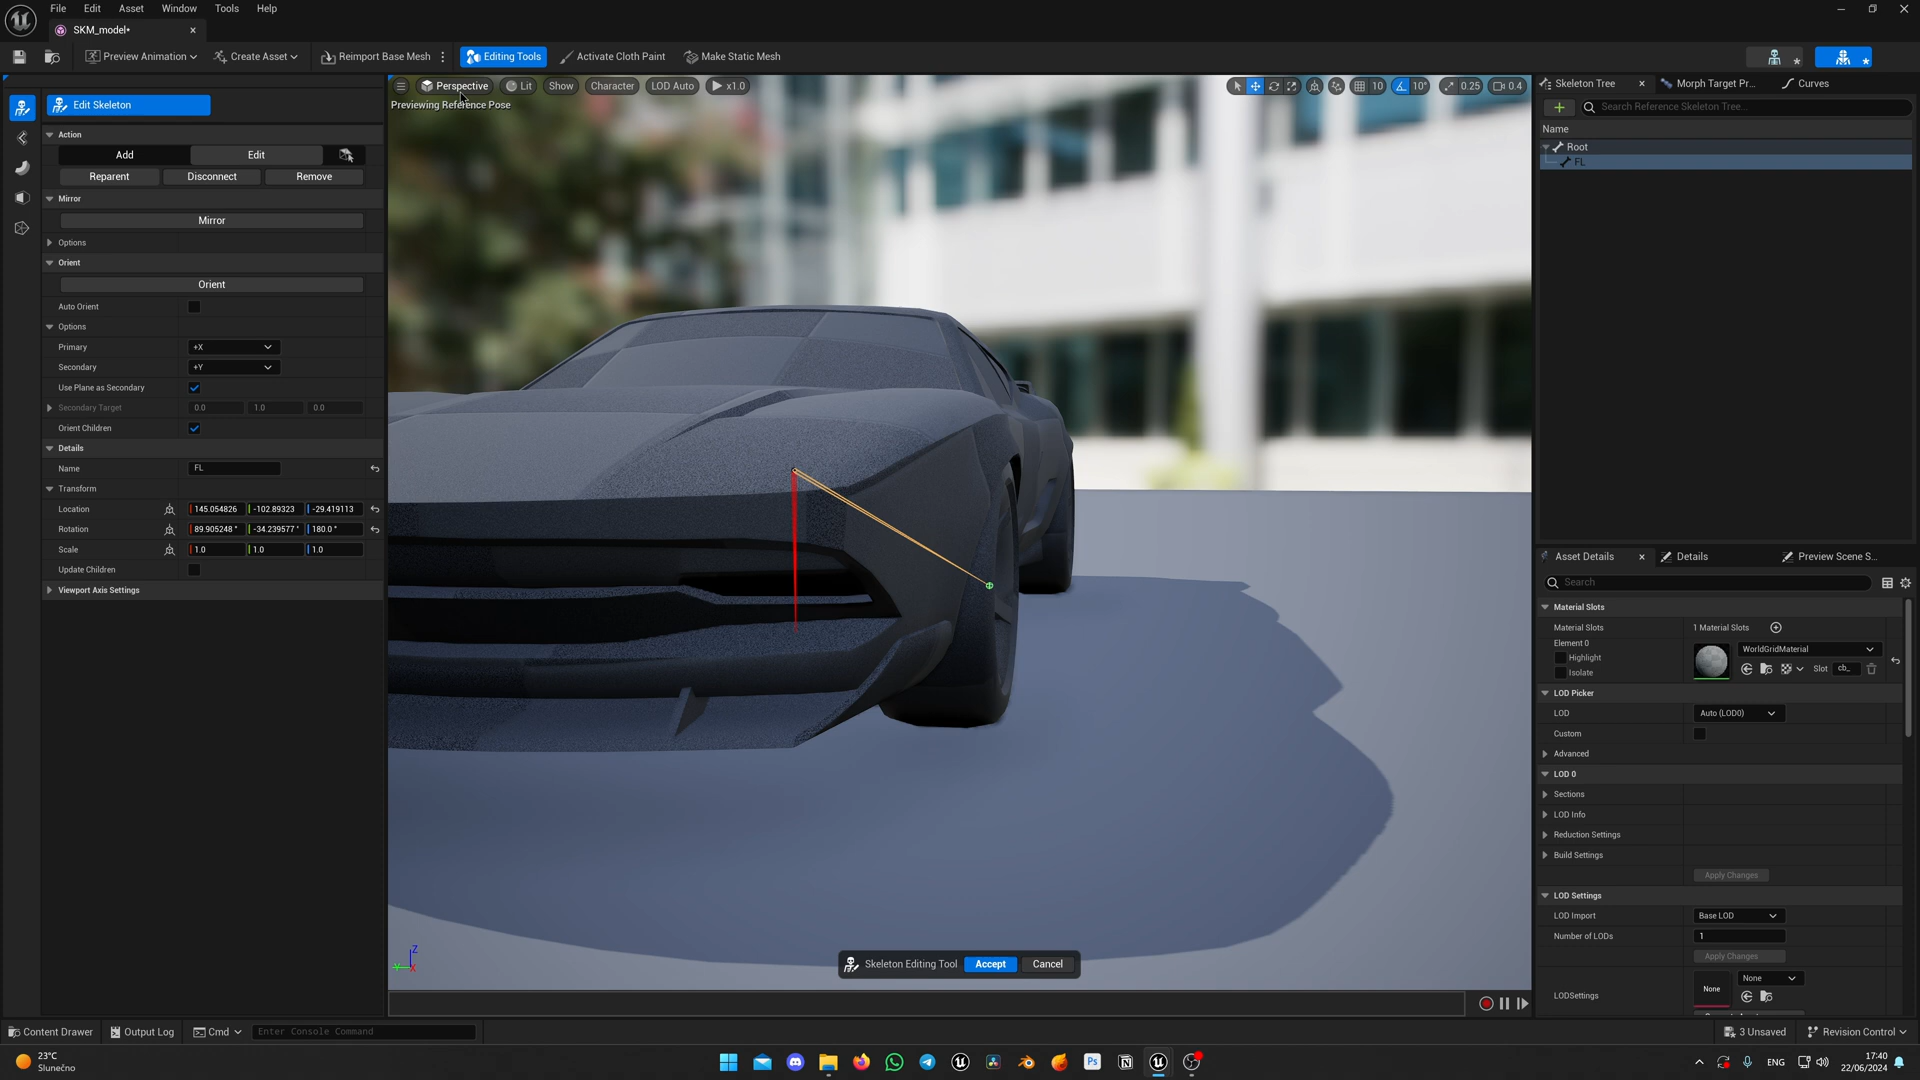 File Edit Asset Window Tools Help
SKM_model•
Preview Animation Create Asset Reimport Base Mesh Editing Tools Activate Cloth Paint Make Static Mesh
Edit Skeleton
Action
Add Edit
Reparent Disconnect Remove
Mirror
Mirror
Options
Orient
Orient
Auto Orient
Options
Primary +X
Secondary +Y
Use Plane as Secondary
Secondary Target 0.0 1.0 0.0
Orient Children
Details
Name FL
Transform
Location 145.054826 -102.89323 -29.419113
Rotation 89.905248 ° -34.239577 ° 180.0 °
Scale 1.0 1.0 1.0
Update Children
Viewport Axis Settings
Perspective Lit Show Character LOD Auto x1.0 10 10° 0.25 0.4
Previewing Reference Pose
Z
Y X
Skeleton Editing Tool Accept Cancel
Skeleton Tree Morph Target Pr... Curves
Search Reference Skeleton Tree...
Name
Root
FL
Asset Details Details Preview Scene S...
Search
Material Slots
Material Slots 1 Material Slots
Element 0
Highlight
Isolate
WorldGridMaterial
Slot cb_
LOD Picker
LOD Auto (LOD0)
Custom
Advanced
LOD 0
Sections
LOD Info
Reduction Settings
Build Settings
Apply Changes
LOD Settings
LOD Import Base LOD
Number of LODs 1
Apply Changes
LODSettings None None
Content Drawer Output Log Cmd Enter Console Command 3 Unsaved Revision Control
23°C
Slunečno
Ps
ENG
17:40
22/06/2024